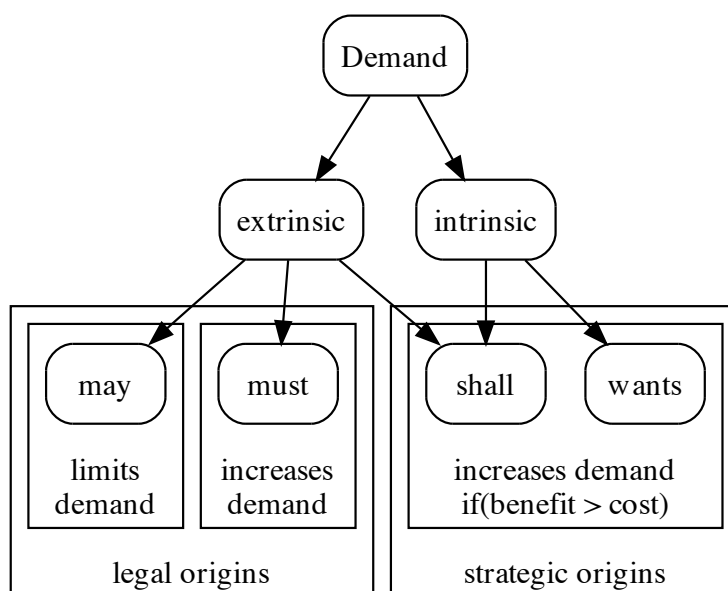 Demand
extrinsic
intrinsic
may
must
shall
wants
limits
demand
increases
demand
increases demand
if(benefit > cost)
legal origins
strategic origins